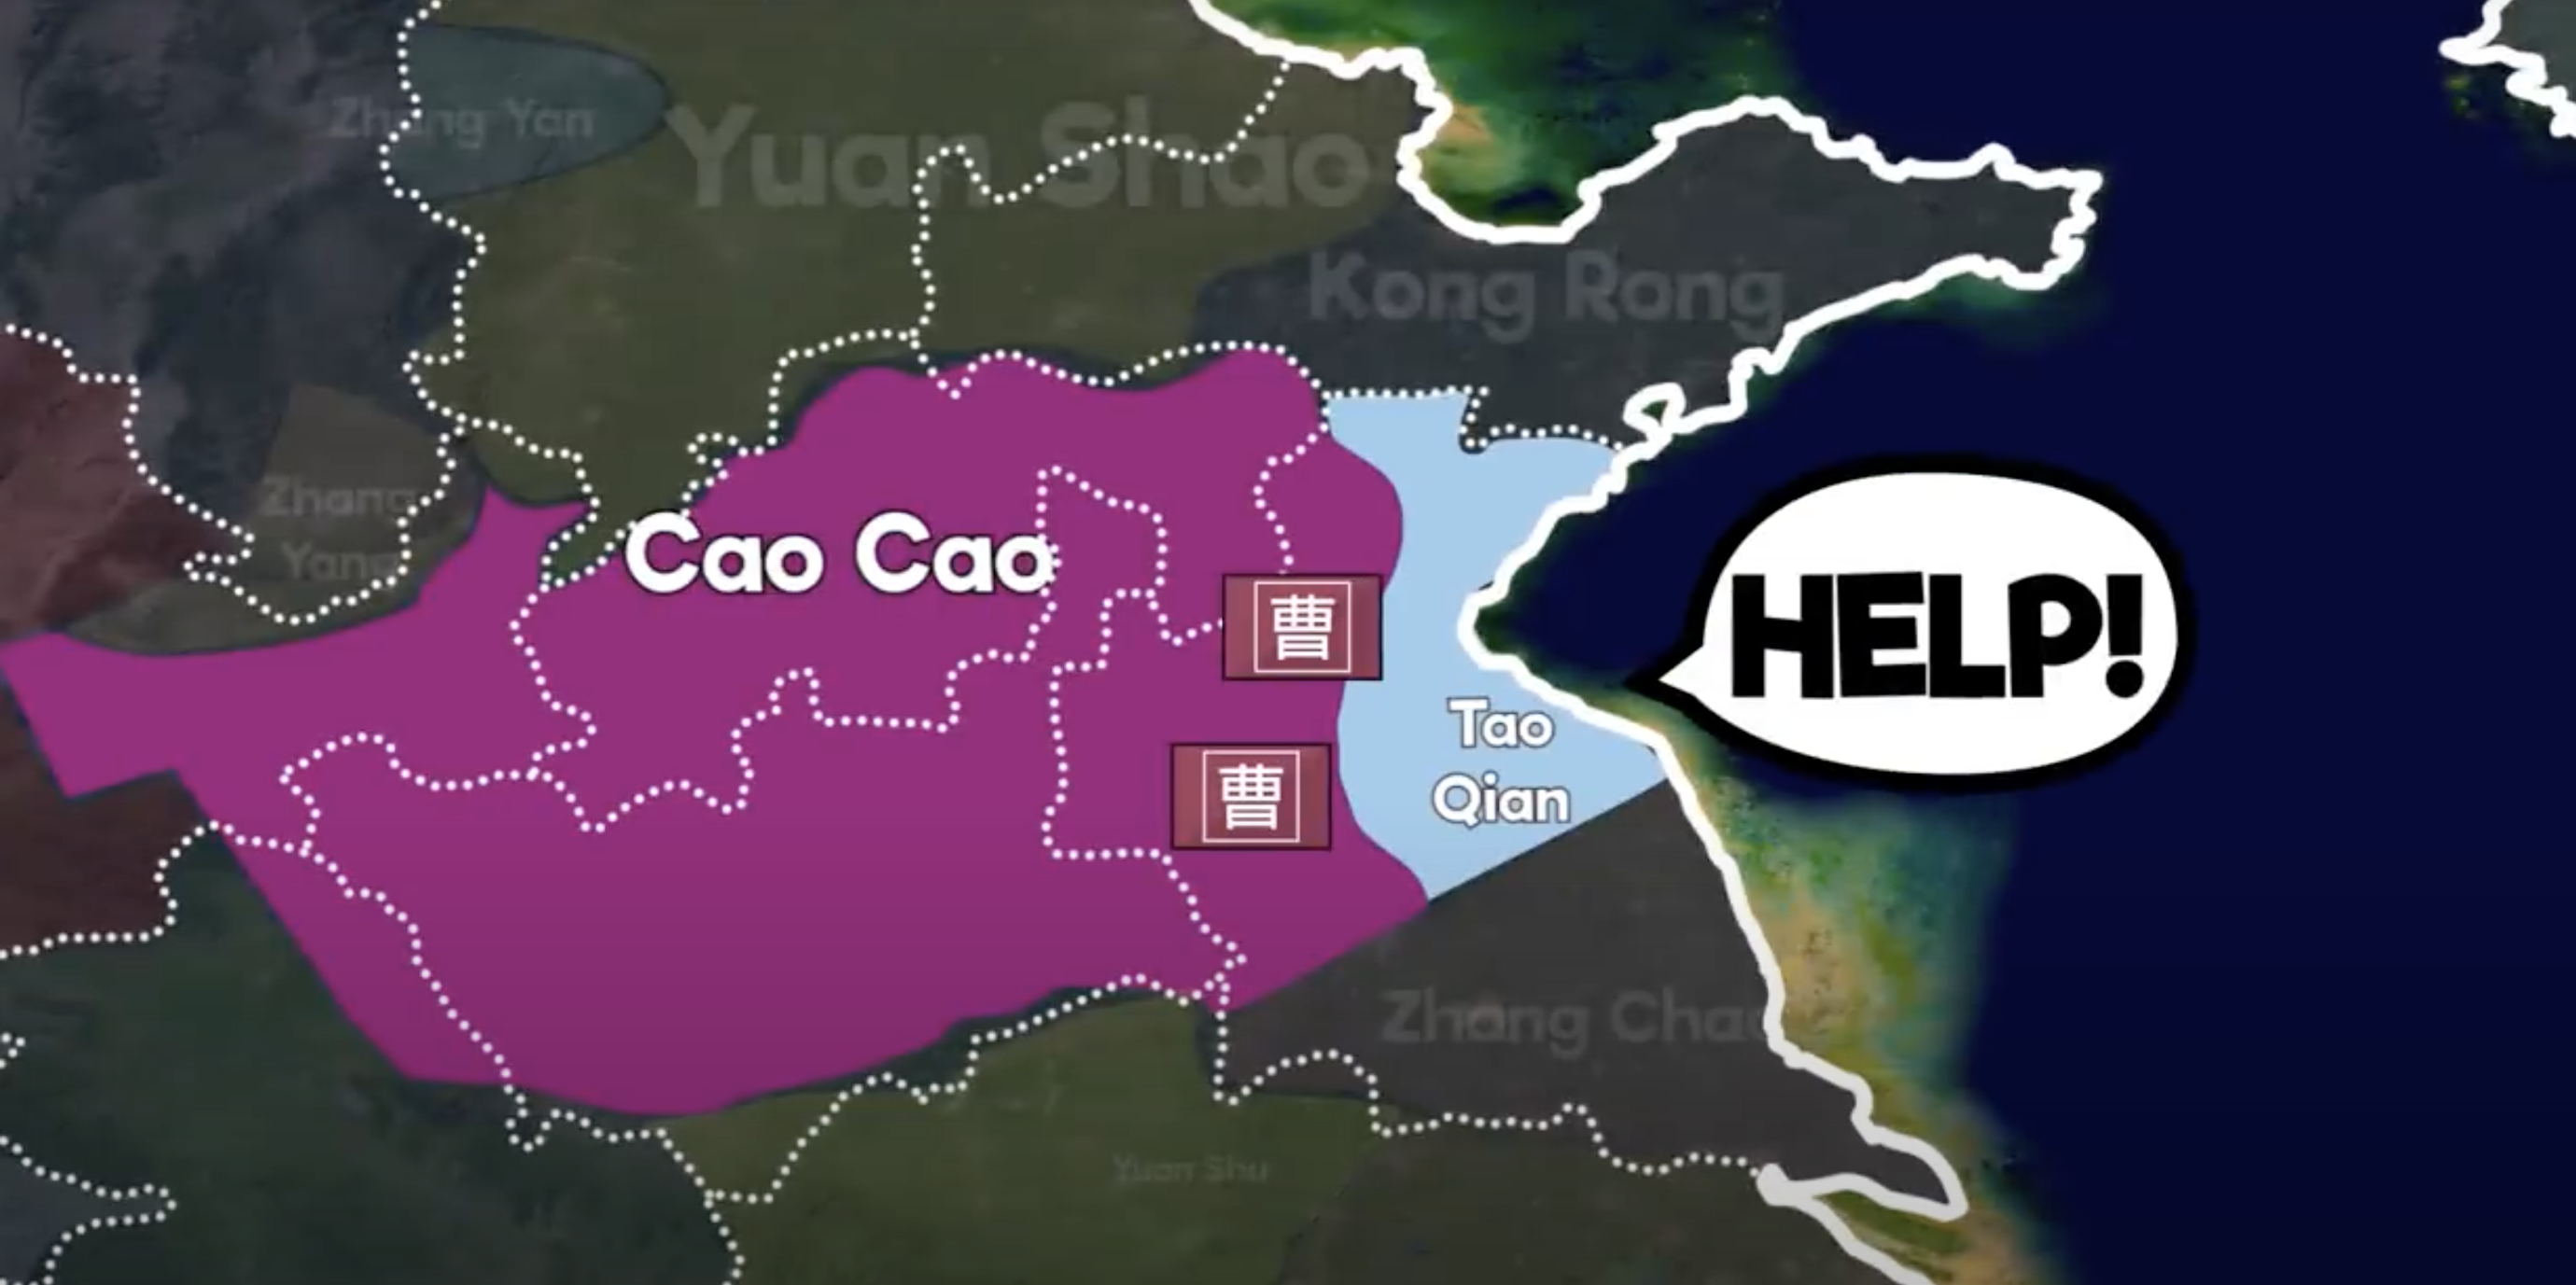 Zhang Yan
Yuan Shao
Kong Rong
Zhang
Yang
Cao Cao
HELP!
曹
Tao
Qian
曹
Zhang Chao
Yuan Shu